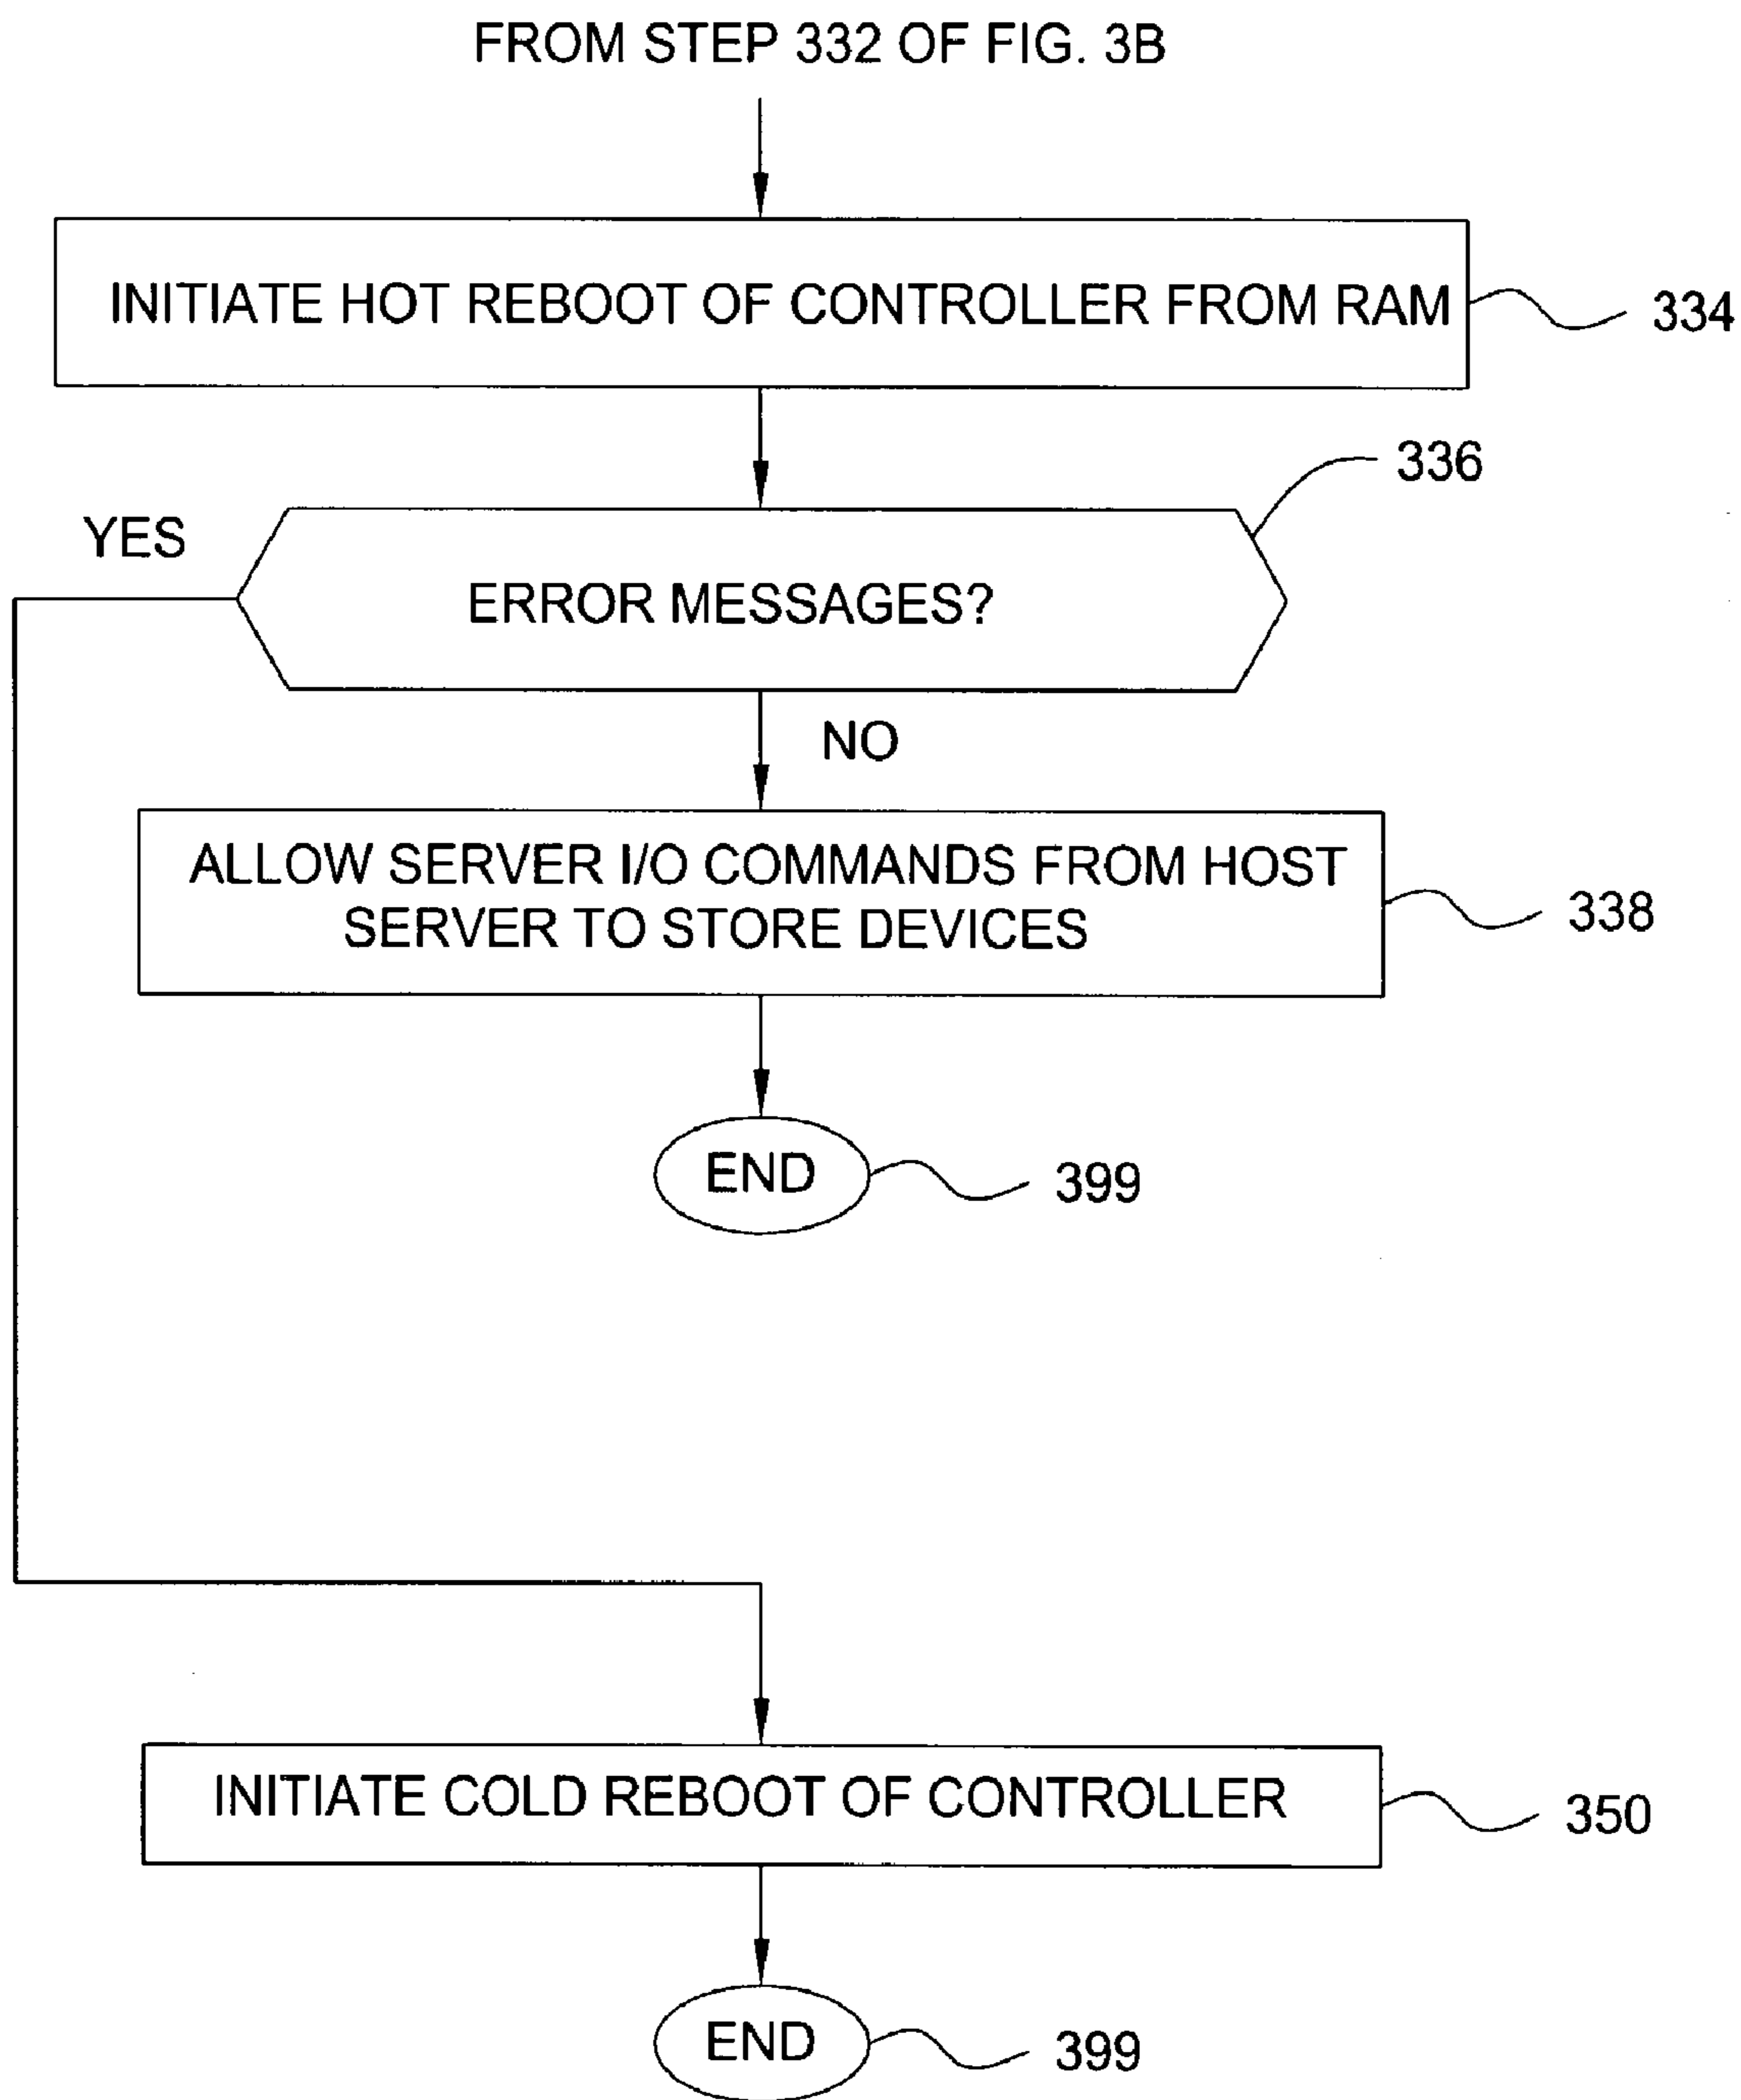 FROM STEP 332 OF FIG. 3B
INITIATE HOT REBOOT OF CONTROLLER FROM RAM
334
336
YES
ERROR MESSAGES?
NO
ALLOW SERVER I/O COMMANDS FROM HOST
SERVER TO STORE DEVICES
338
END
399
INITIATE COLD REBOOT OF CONTROLLER
350
END
399